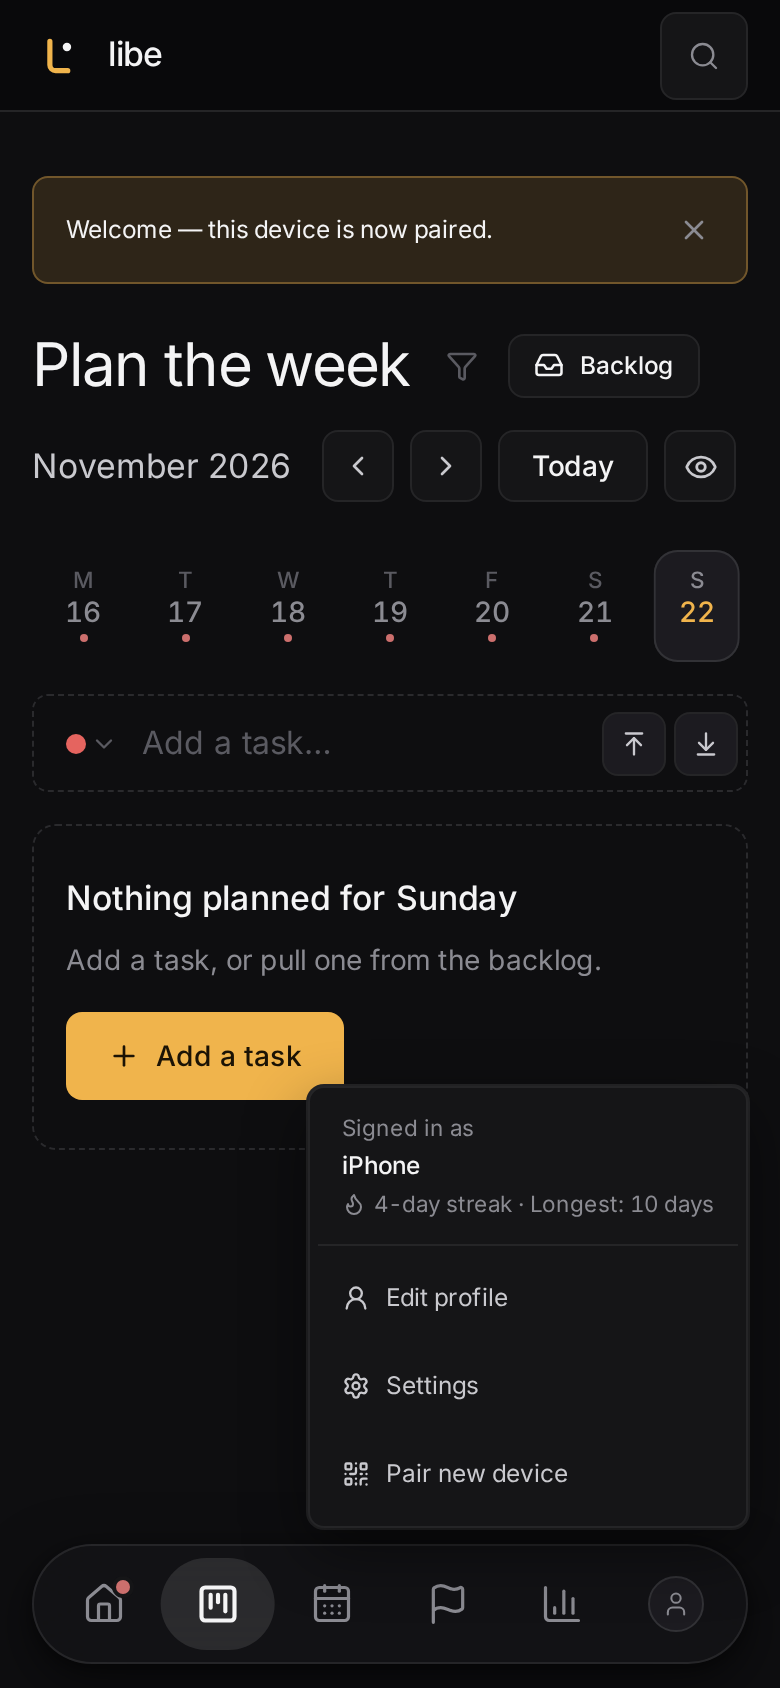 libe
Welcome — this device is now paired.
Plan the week
Backlog
November 2026
Today
M T W T F S S
16 17 18 19 20 21 22
Add a task...
Nothing planned for Sunday
Add a task, or pull one from the backlog.
Add a task
Signed in as
iPhone
4-day streak · Longest: 10 days
Edit profile
Settings
Pair new device